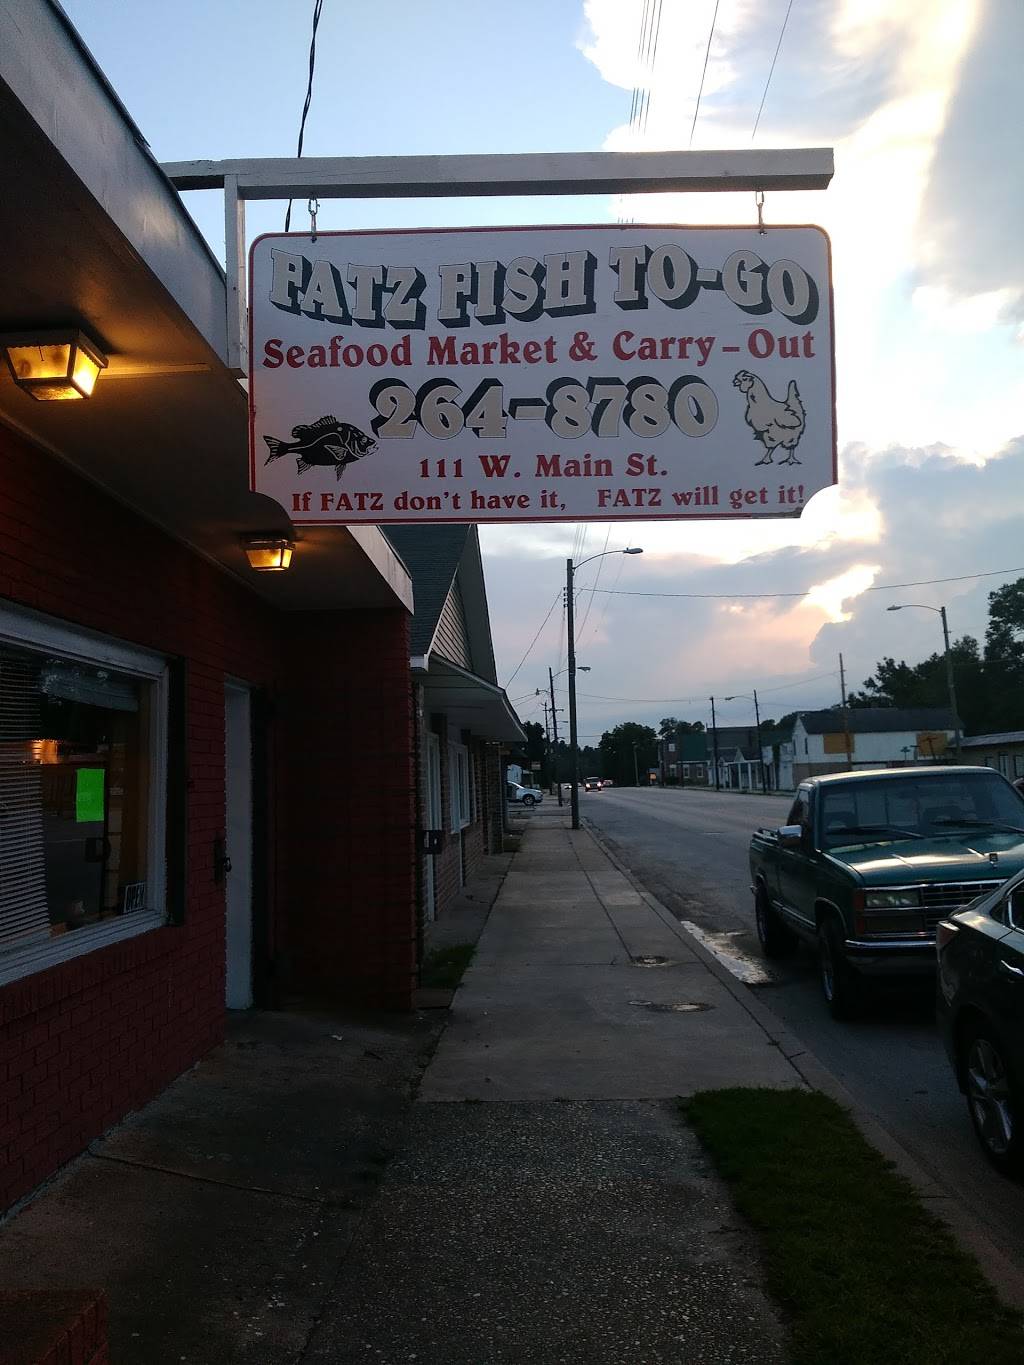 FATZ FISH TO-GO
Seafood Market & Carry-Out
264-8780
111 W. Main St.
If FATZ don't have it, FATZ will get it!
OPEN